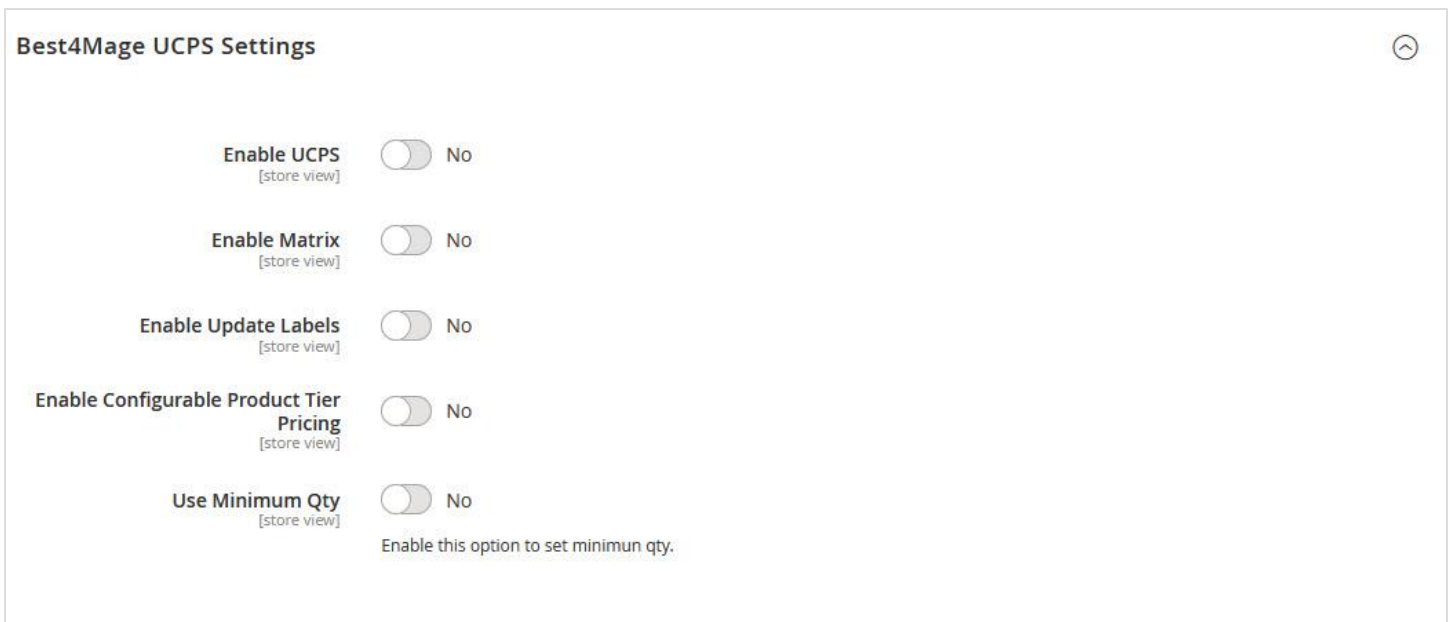 Best4Mage UCPS Settings
Enable UCPS No
[store view]
Enable Matrix No
[store view]
Enable Update Labels No
[store view]
Enable Configurable Product Tier
Pricing No
[store view]
Use Minimum Qty No
[store view]
Enable this option to set minimun qty.